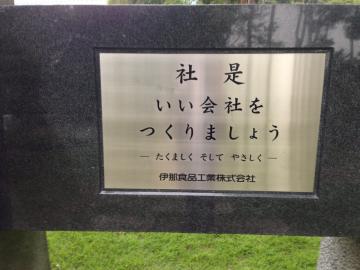 社是
いい会社を
つくりましょう
― たくましく そして やさしく ―
伊那食品工業株式会社